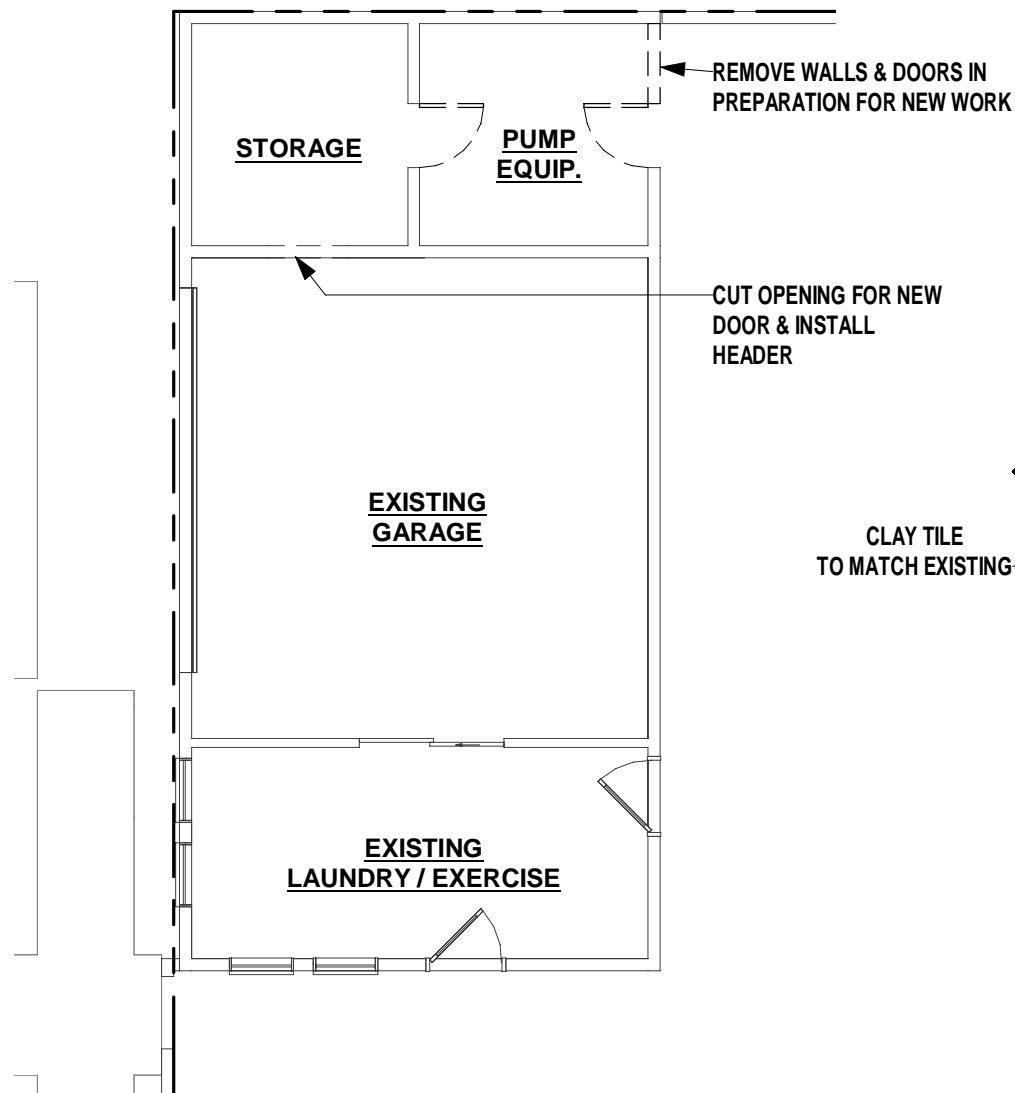 REMOVE WALLS & DOORS IN
PREPARATION FOR NEW WORK
STORAGE
PUMP
EQUIP.
CUT OPENING FOR NEW
DOOR & INSTALL
HEADER
EXISTING
GARAGE
CLAY TILE
TO MATCH EXISTING
EXISTING
LAUNDRY / EXERCISE